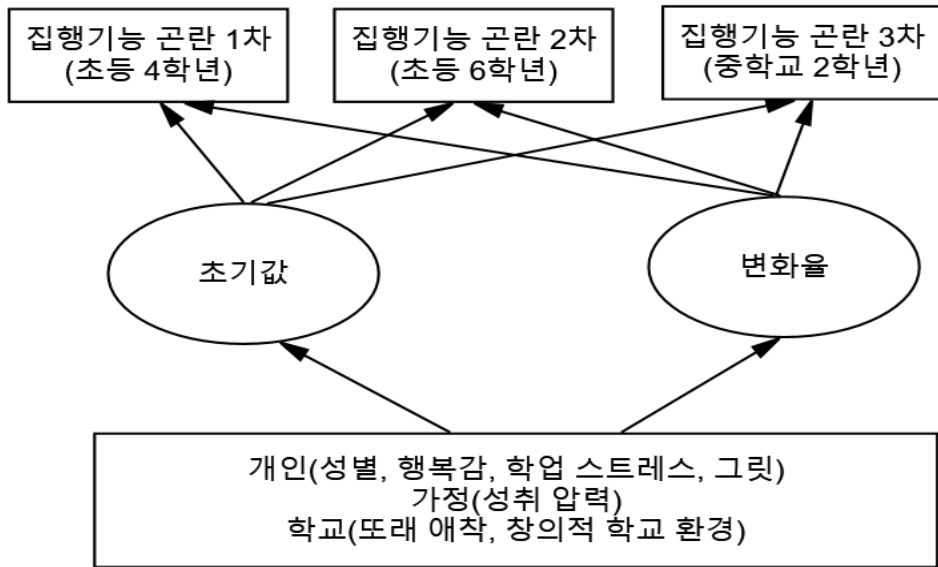 집행기능 곤란 1차
(초등 4학년)
집행기능 곤란 2차
(초등 6학년)
집행기능 곤란 3차
(중학교 2학년)
초기값
변화율
개인(성별, 행복감, 학업 스트레스, 그릿)
가정(성취 압력)
학교(또래 애착, 창의적 학교 환경)